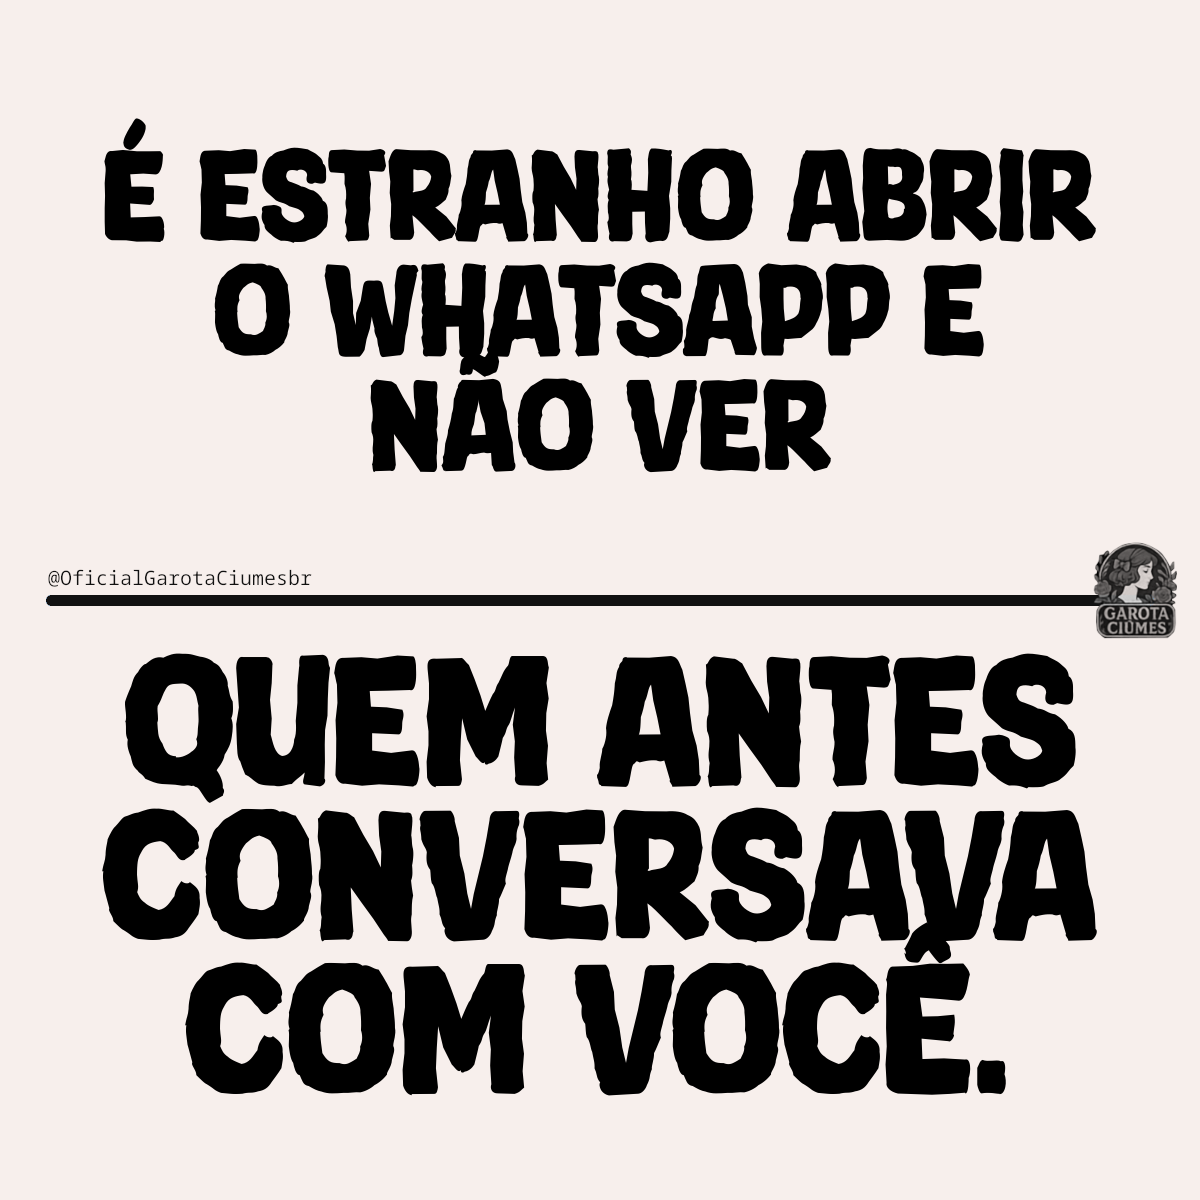 É ESTRANHO ABRIR
O WHATSAPP E
NÃO VER
@OficialGarotaCiumesbr
GAROTA
CIÚMES
QUEM ANTES
CONVERSAVA
COM VOCÊ.